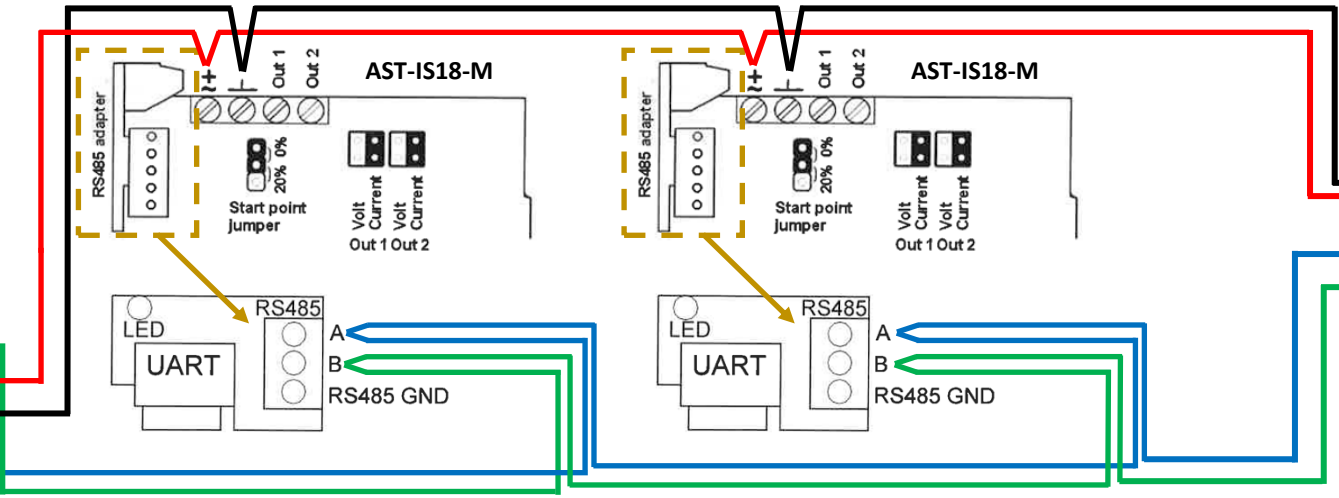 AST-IS18-M
~+
⊥
Out 1
Out 2
RS485 adapter
0%
20%
Start point
jumper
Volt
Current
Volt
Current
Out 1 Out 2
LED
UART
RS485
A
B
RS485 GND
AST-IS18-M
~+
⊥
Out 1
Out 2
RS485 adapter
0%
20%
Start point
jumper
Volt
Current
Volt
Current
Out 1 Out 2
LED
UART
RS485
A
B
RS485 GND